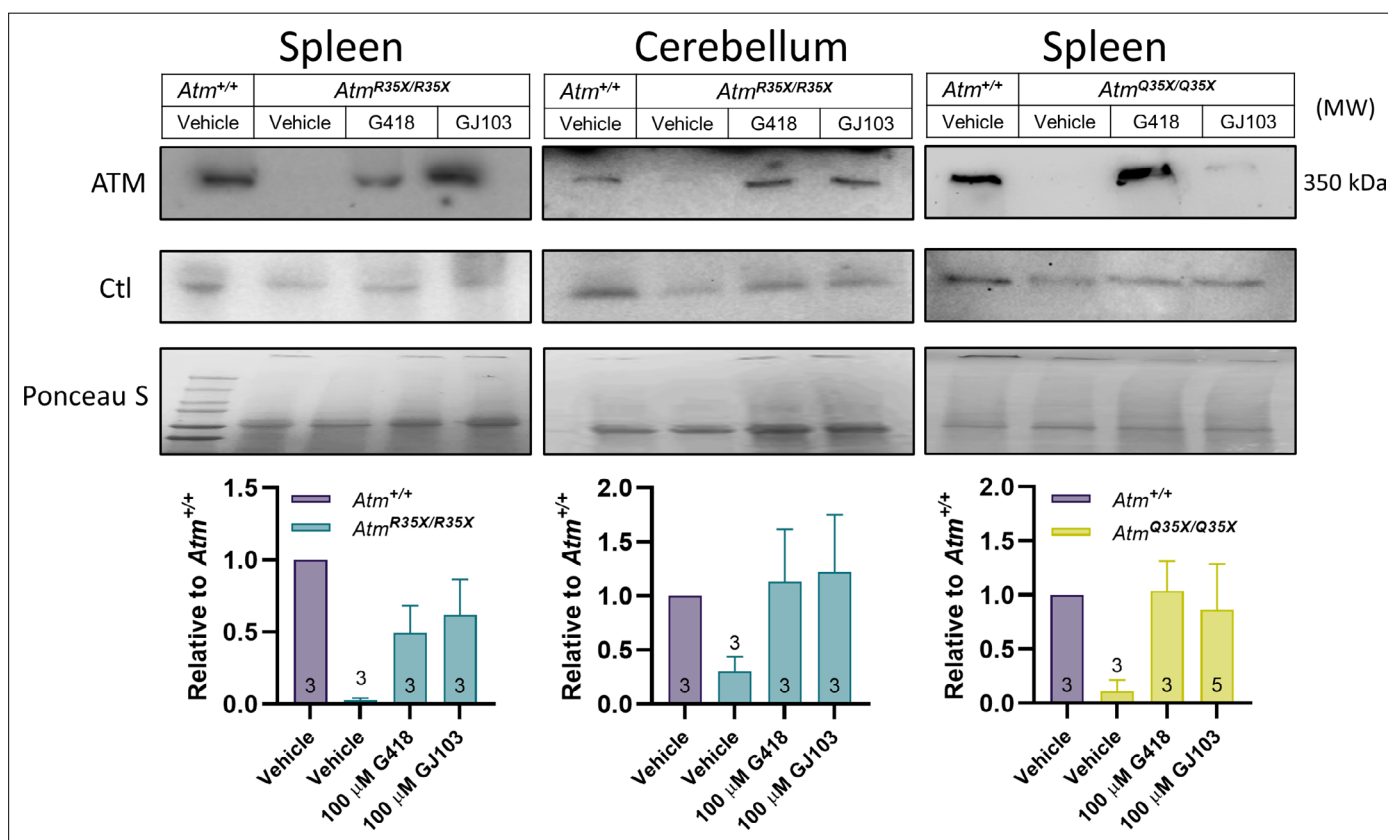 Spleen
Cerebellum
Spleen
Atm+/+
AtmR35X/R35X
Atm+/+
AtmR35X/R35X
Atm+/+
AtmQ35X/Q35X
(MW)
Vehicle
Vehicle
G418
GJ103
Vehicle
Vehicle
G418
GJ103
Vehicle
Vehicle
G418
GJ103
ATM
350 kDa
Ctl
Ponceau S
Relative to Atm+/+
1.5
1.0
0.5
0.0
Atm+/+
AtmR35X/R35X
3
3
3
3
Vehicle
Vehicle
100 μM G418
100 μM GJ103
Relative to Atm+/+
2.0
1.5
1.0
0.5
0.0
3
3
3
3
Vehicle
Vehicle
100 μM G418
100 μM GJ103
Relative to Atm+/+
2.0
1.5
1.0
0.5
0.0
Atm+/+
AtmQ35X/Q35X
3
3
3
5
Vehicle
Vehicle
100 μM G418
100 μM GJ103